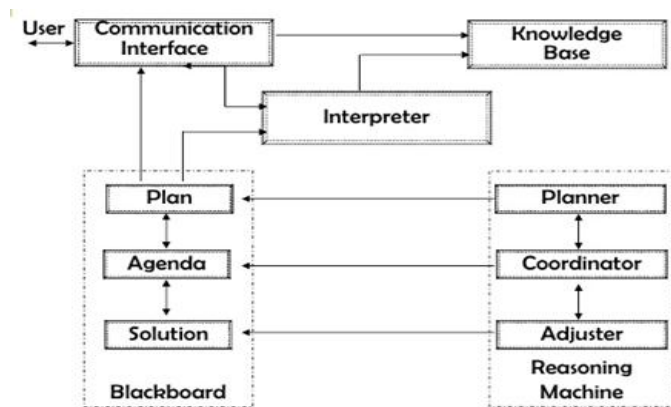 User
Communication
Interface
Knowledge
Base
Interpreter
Plan
Planner
Agenda
Coordinator
Solution
Adjuster
Blackboard
Reasoning
Machine